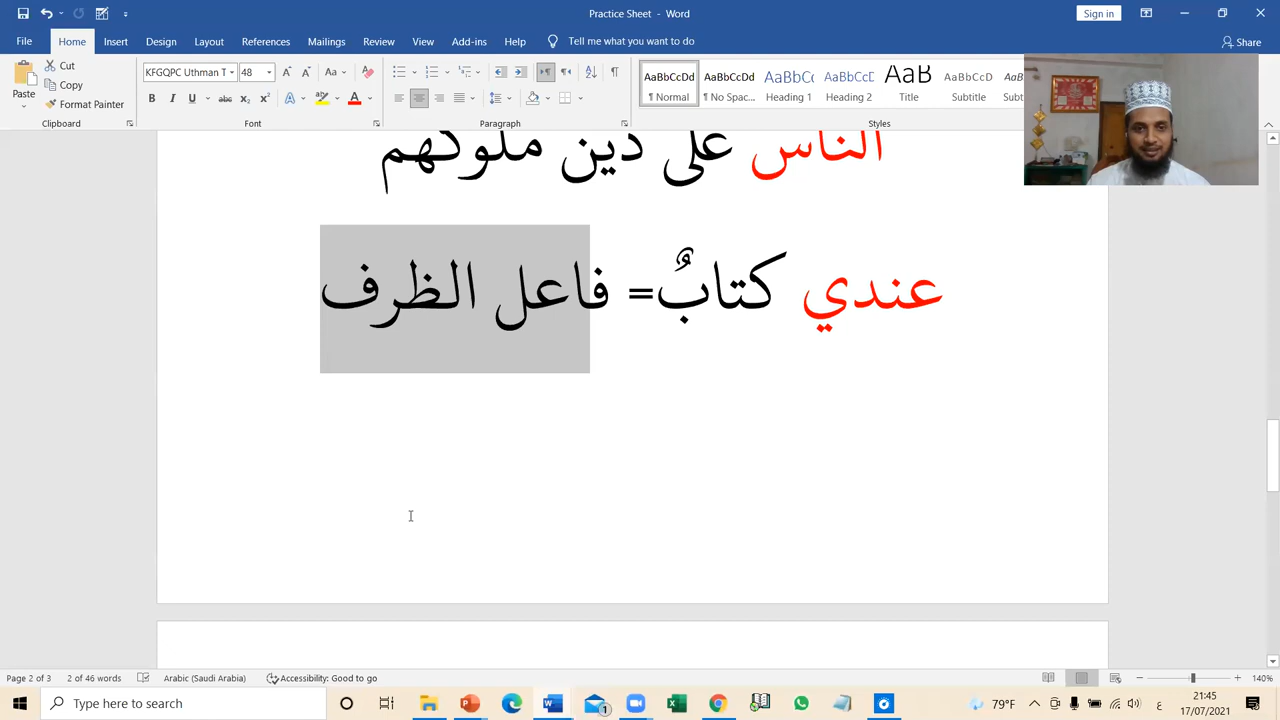 Practice Sheet - Word
Sign in
File Home Insert Design Layout References Mailings Review View Add-ins Help Tell me what you want to do Share
Paste Cut Copy Format Painter
KFGQPC Uthman T 48
AaBbCcDd AaBbCcDd AaBbCc AaBbCcE AaB AaBbCcD AaBb
¶ Normal ¶ No Spac... Heading 1 Heading 2 Title Subtitle
Clipboard Font Paragraph Styles
الناس على دين ملوكهم
عندي كتابٌ= فاعل الظرف
Page 2 of 3 2 of 46 words Arabic (Saudi Arabia) Accessibility: Good to go 140%
Type here to search 79°F 21:45
17/07/2021